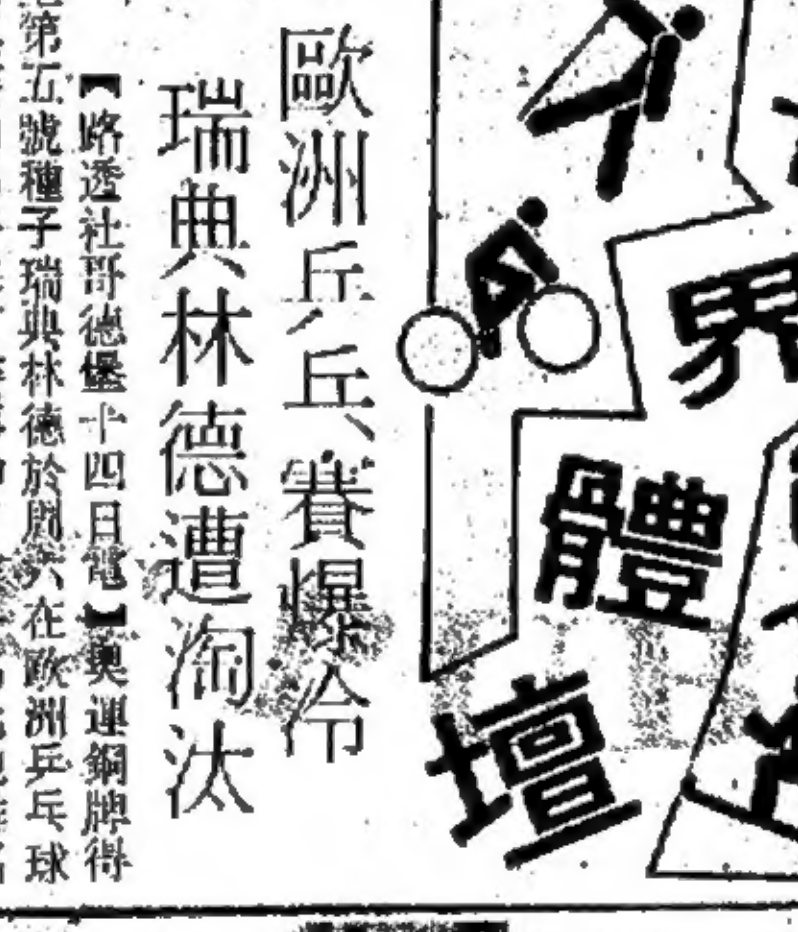 界
體
壇
歐洲乒乓賽爆伶
瑞典林德遭淘汰
【路透社哥德堡十四日電】奧運銅牌得
第五號種子瑞典林德於周六在歐洲乒乓球